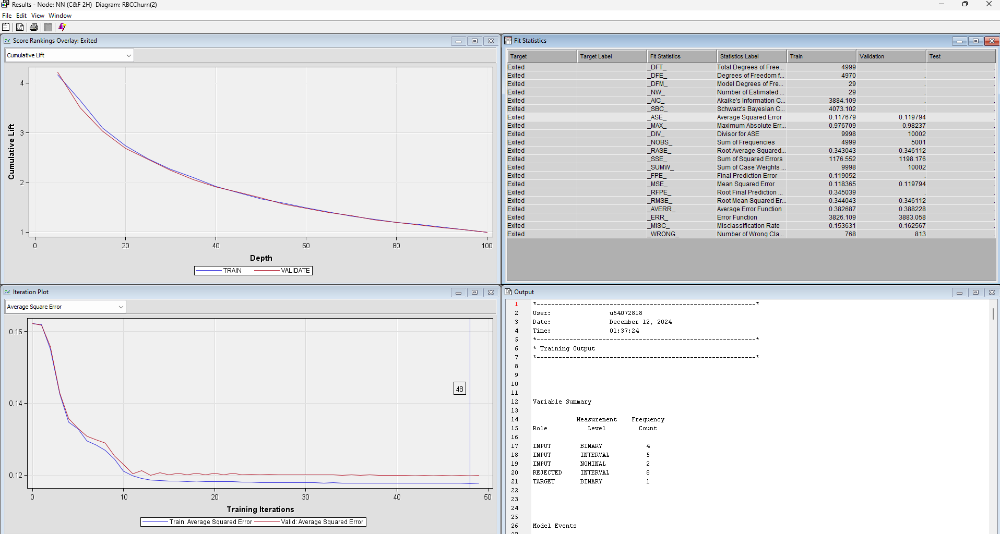 Results - Node: NN (C&F 2H)  Diagram: RBCChurn(2)
File Edit View Window
Score Rankings Overlay: Exited
Cumulative Lift
Cumulative Lift
4
3
2
1
0 20 40 60 80 100
Depth
TRAIN VALIDATE
Fit Statistics
Target Target Label Fit Statistics Statistics Label Train Validation Test
Exited _DFT_ Total Degrees of Free... 4999 . .
Exited _DFE_ Degrees of Freedom f... 4970 . .
Exited _DFM_ Model Degrees of Fre... 29 . .
Exited _NW_ Number of Estimated ... 29 . .
Exited _AIC_ Akaike's Information C... 3884.109 . .
Exited _SBC_ Schwarz's Bayesian C... 4073.102 . .
Exited _ASE_ Average Squared Error 0.117679 0.119794 .
Exited _MAX_ Maximum Absolute Err... 0.976709 0.98237 .
Exited _DIV_ Divisor for ASE 9998 10002 .
Exited _NOBS_ Sum of Frequencies 4999 5001 .
Exited _RASE_ Root Average Squared... 0.343043 0.346112 .
Exited _SSE_ Sum of Squared Errors 1176.552 1198.176 .
Exited _SUMW_ Sum of Case Weights ... 9998 10002 .
Exited _FPE_ Final Prediction Error 0.119052 . .
Exited _MSE_ Mean Squared Error 0.118365 0.119794 .
Exited _RFPE_ Root Final Prediction ... 0.345039 . .
Exited _RMSE_ Root Mean Squared Er... 0.344043 0.346112 .
Exited _AVERR_ Average Error Function 0.382687 0.388228 .
Exited _ERR_ Error Function 3826.109 3883.058 .
Exited _MISC_ Misclassification Rate 0.153631 0.162567 .
Exited _WRONG_ Number of Wrong Cla... 768 813 .
Iteration Plot
Average Square Error
0.16
0.14
0.12
48
0 10 20 30 40 50
Training Iterations
Train: Average Squared Error Valid: Average Squared Error
Output
1 *------------------------------------------------------------*
2 User: u64072818
3 Date: December 12, 2024
4 Time: 01:37:24
5 *------------------------------------------------------------*
6 * Training Output
7 *------------------------------------------------------------*
8
9
10
11
12 Variable Summary
13
14 Measurement Frequency
15 Role Level Count
16
17 INPUT BINARY 4
18 INPUT INTERVAL 5
19 INPUT NOMINAL 2
20 REJECTED INTERVAL 8
21 TARGET BINARY 1
22
23
24
25
26 Model Events